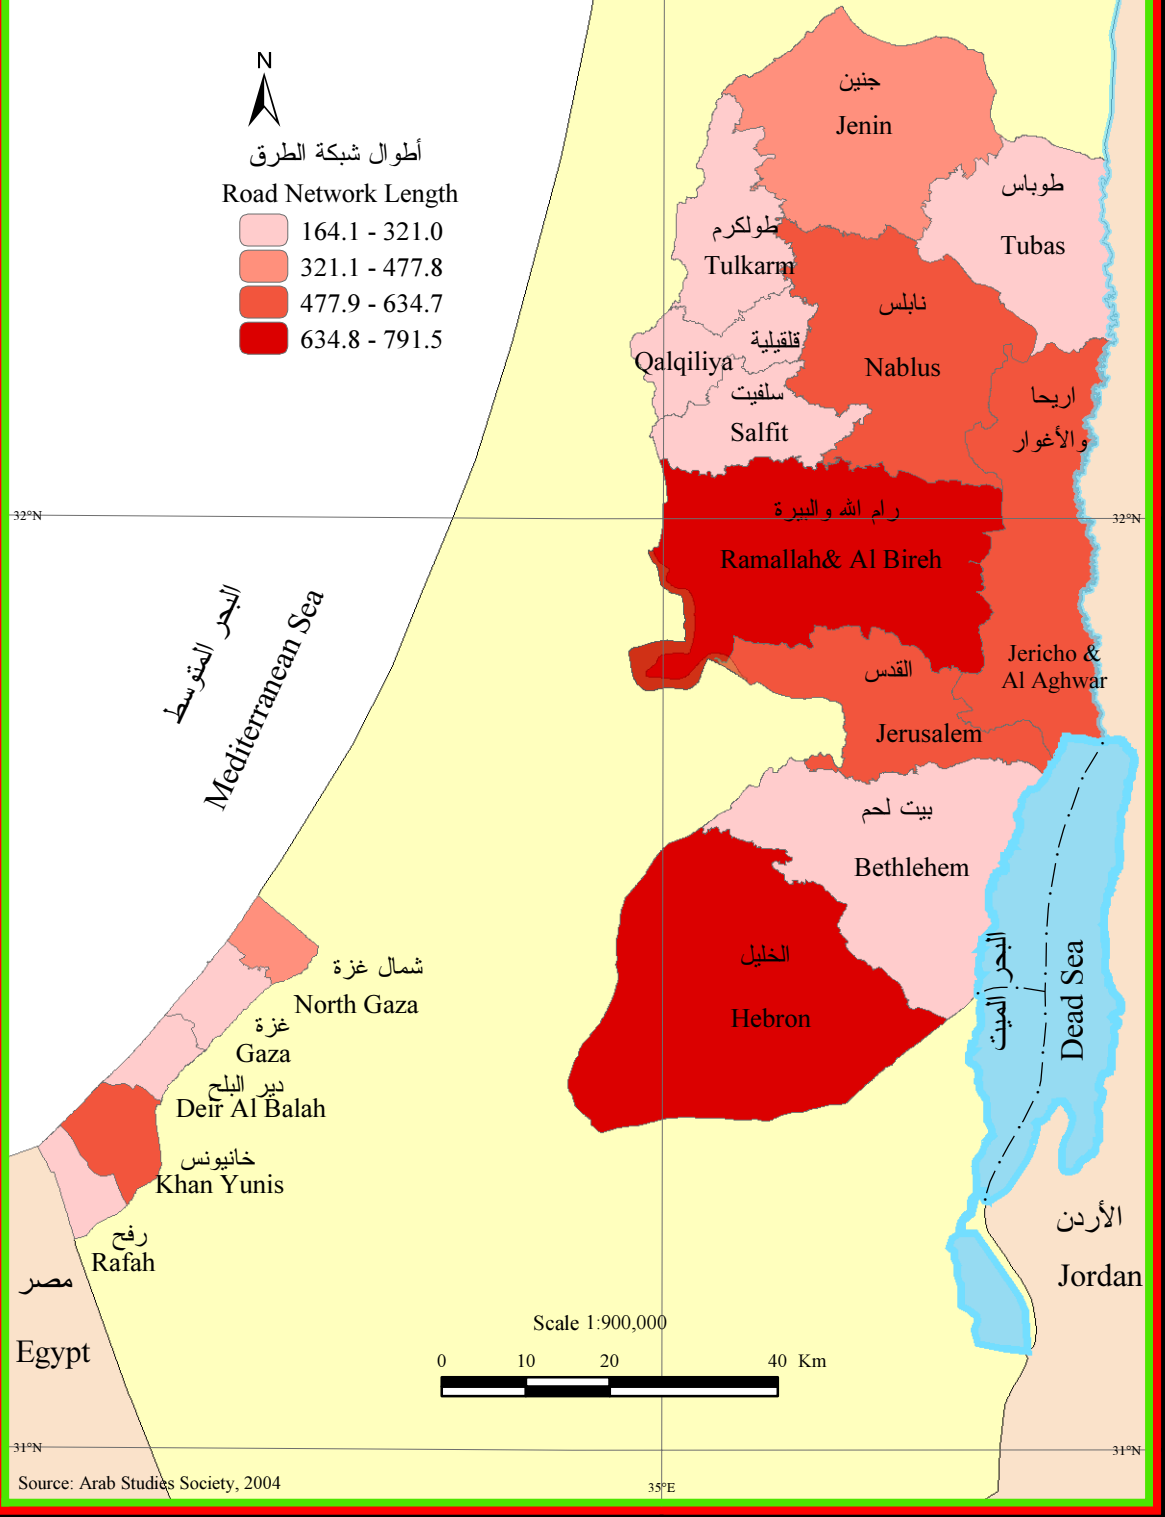 N
أطوال شبكة الطرق
Road Network Length
164.1 - 321.0
321.1 - 477.8
477.9 - 634.7
634.8 - 791.5
جنين
Jenin
طوباس
Tubas
طولكرم
Tulkarm
نابلس
Nablus
قلقيلية
Qalqiliya
سلفيت
Salfit
اريحا
والأغوار
Jericho &
Al Aghwar
32°N
32°N
رام الله والبيرة
Ramallah& Al Bireh
القدس
Jerusalem
البحر المتوسط
Mediterranean Sea
بيت لحم
Bethlehem
الخليل
Hebron
البحر الميت
Dead Sea
شمال غزة
North Gaza
غزة
Gaza
دير البلح
Deir Al Balah
خانيونس
Khan Yunis
رفح
Rafah
مصر
Egypt
الأردن
Jordan
Scale 1:900,000
0 10 20 40 Km
31°N
31°N
Source: Arab Studies Society, 2004
35°E